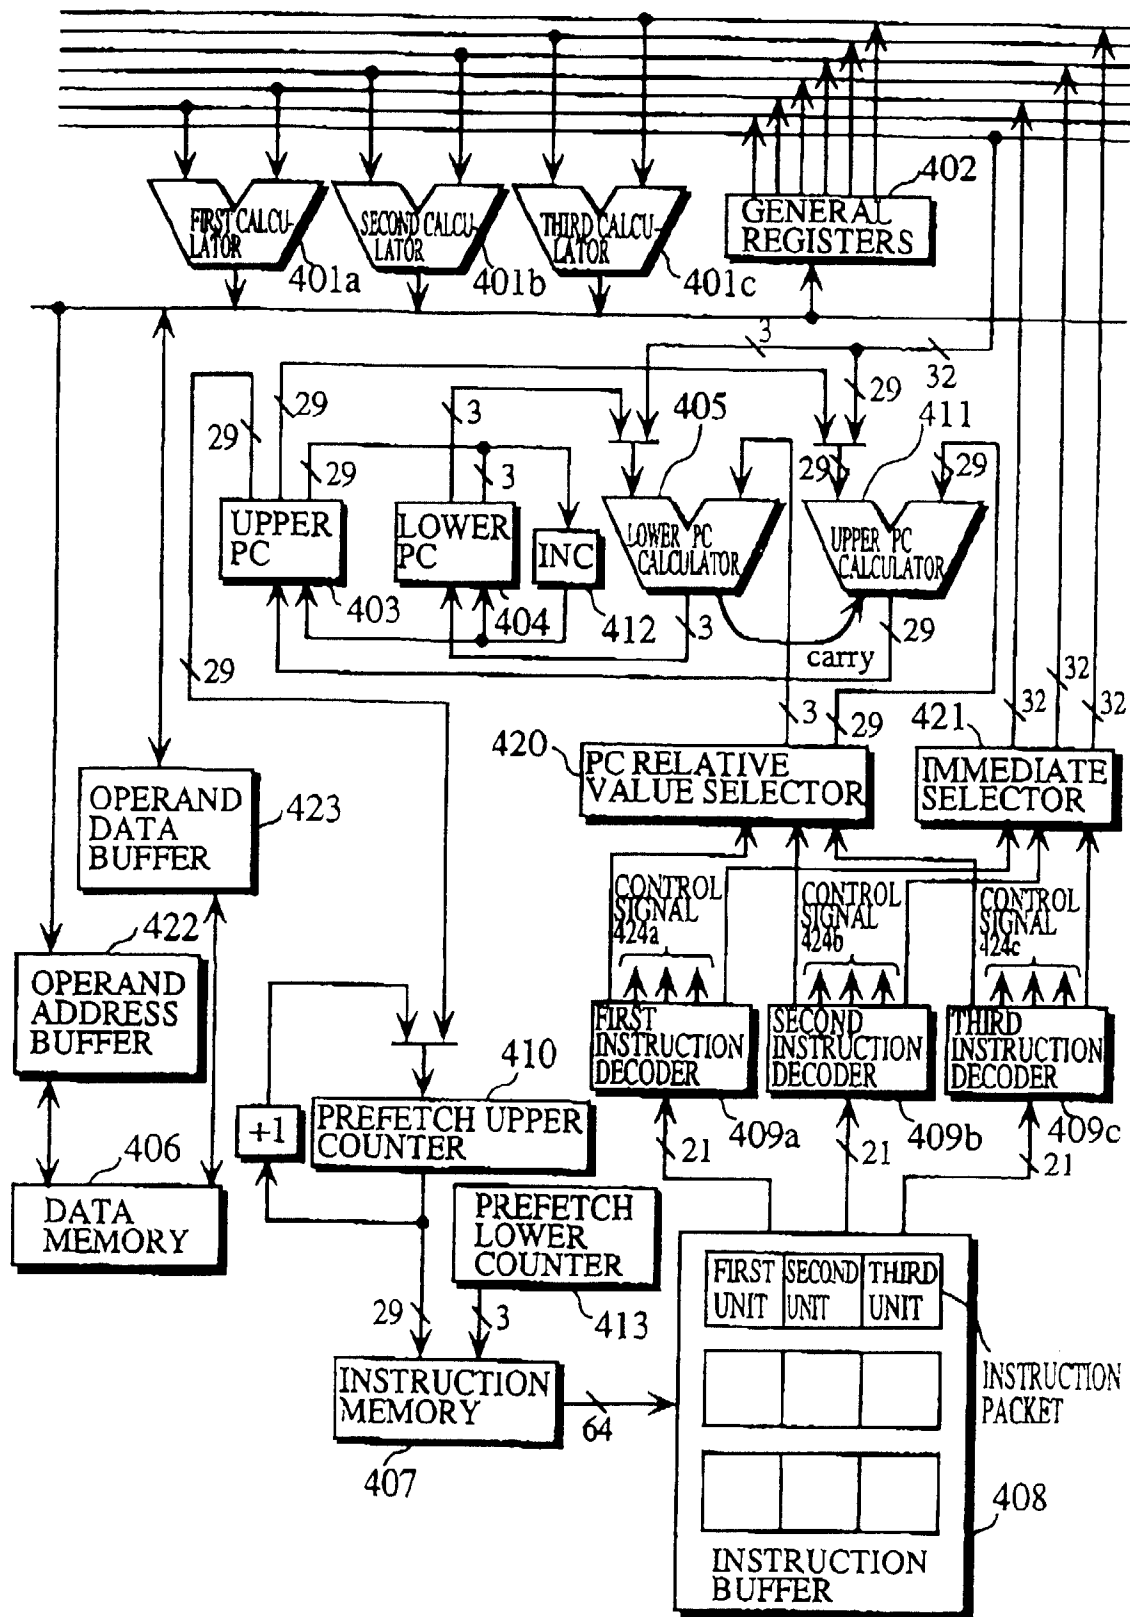 402
FIRST CALCU-
LATOR
SECOND CALCU-
LATOR
THIRD CALCU-
LATOR
GENERAL
REGISTERS
401a
401b
401c
3
32
29
29
29
3
405
411
29
3
29
29
UPPER
PC
LOWER
PC
INC
LOWER PC
CALCULATOR
UPPER PC
CALCULATOR
403
404
412
3
29
carry
29
3
29
32
32
32
420
421
PC RELATIVE
VALUE SELECTOR
IMMEDIATE
SELECTOR
OPERAND
DATA
BUFFER
423
CONTROL
SIGNAL
424a
CONTROL
SIGNAL
424b
CONTROL
SIGNAL
424c
422
OPERAND
ADDRESS
BUFFER
FIRST
INSTRUCTION
DECODER
SECOND
INSTRUCTION
DECODER
THIRD
INSTRUCTION
DECODER
410
+1
PREFETCH UPPER
COUNTER
409a
409b
409c
21
21
21
406
DATA
MEMORY
PREFETCH
LOWER
COUNTER
413
29
3
FIRST
UNIT
SECOND
UNIT
THIRD
UNIT
INSTRUCTION
PACKET
INSTRUCTION
MEMORY
64
407
408
INSTRUCTION
BUFFER